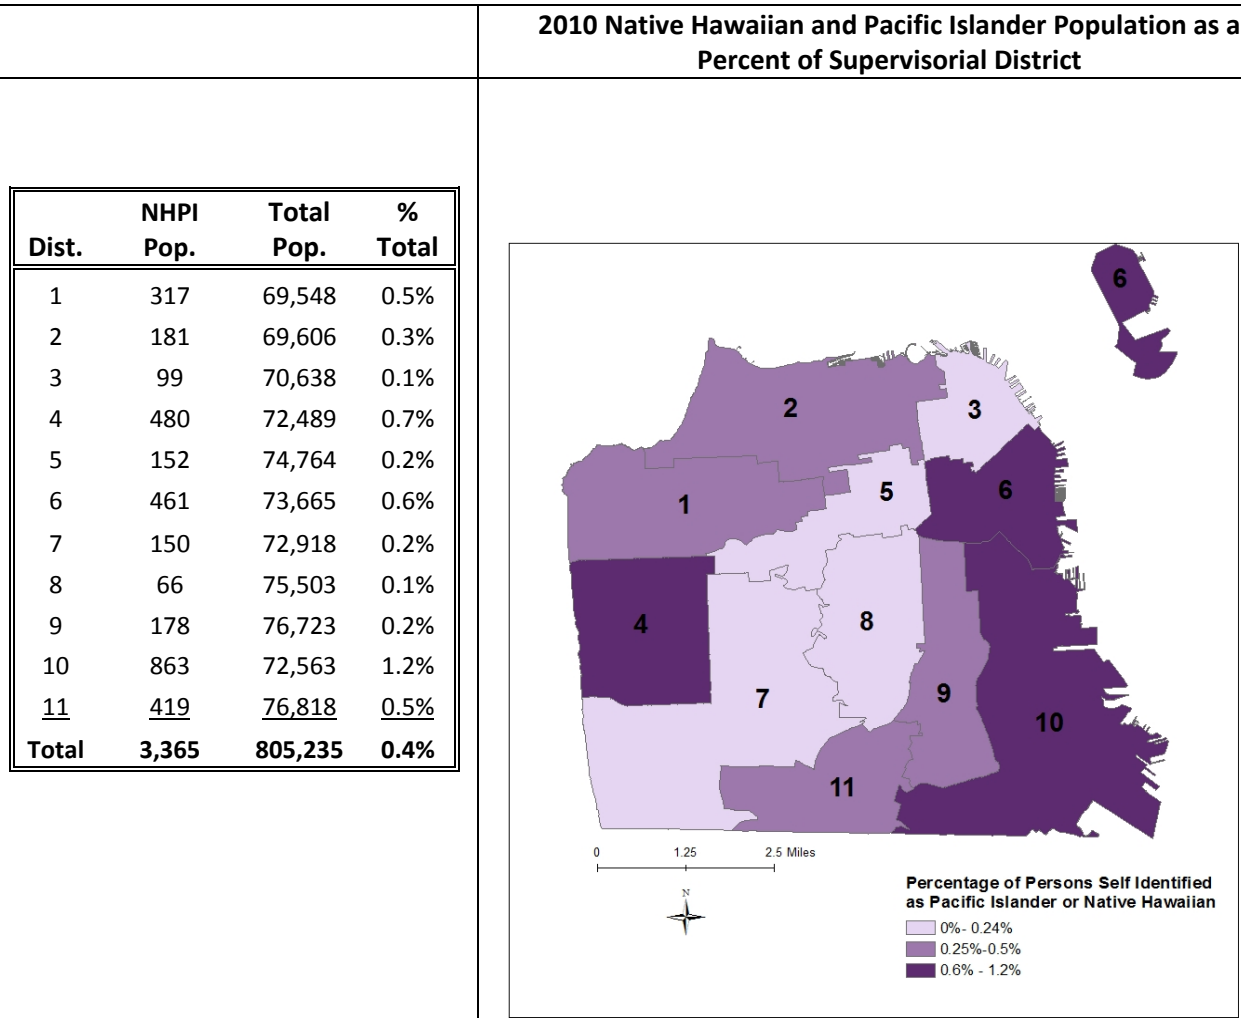 2010 Native Hawaiian and Pacific Islander Population as a
Percent of Supervisorial District
NHPI Total %
Dist. Pop. Pop. Total
1 317 69,548 0.5%
2 181 69,606 0.3%
3 99 70,638 0.1%
4 480 72,489 0.7%
5 152 74,764 0.2%
6 461 73,665 0.6%
7 150 72,918 0.2%
8 66 75,503 0.1%
9 178 76,723 0.2%
10 863 72,563 1.2%
11 419 76,818 0.5%
Total 3,365 805,235 0.4%
6
2
3
5
6
1
4
8
7
9
10
11
0 1.25 2.5 Miles
N
Percentage of Persons Self Identified
as Pacific Islander or Native Hawaiian
0%- 0.24%
0.25%-0.5%
0.6% - 1.2%